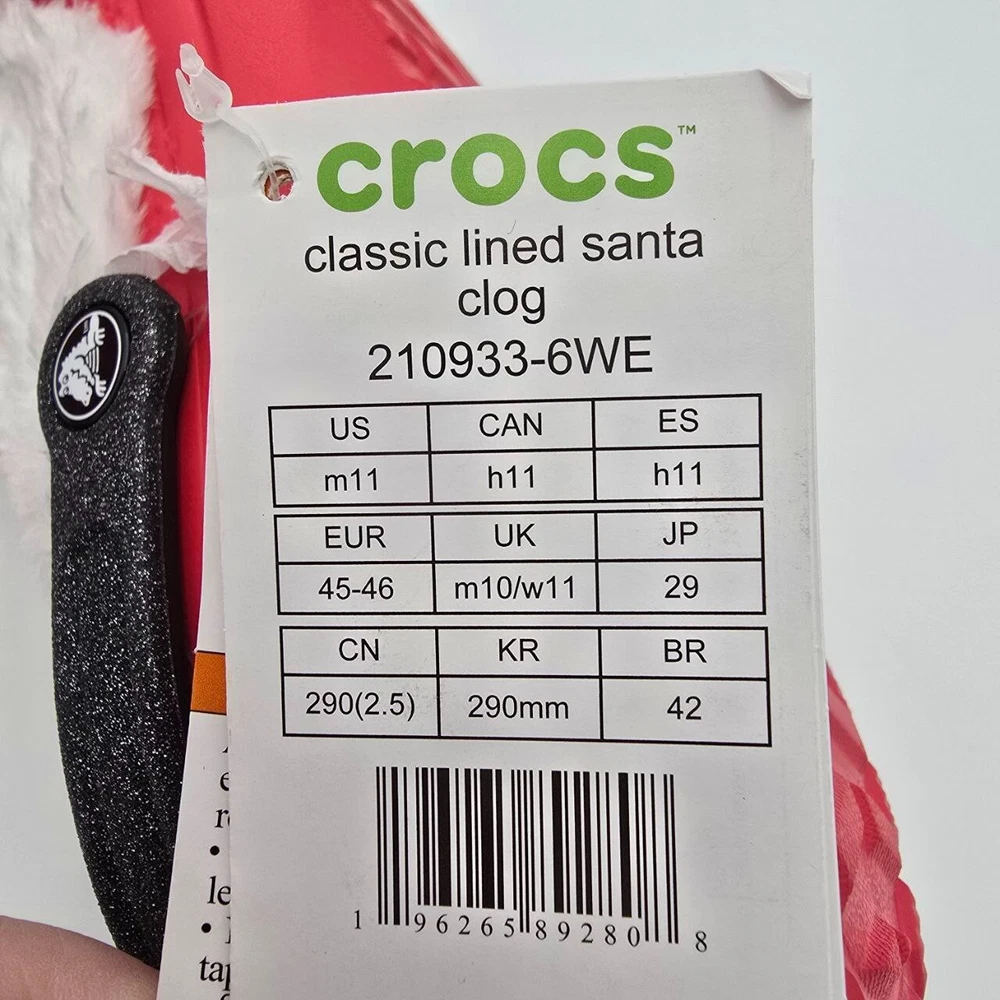 crocs™
classic lined santa
clog
210933-6WE
US CAN ES
m11 h11 h11
EUR UK JP
45-46 m10/w11 29
CN KR BR
290(2.5) 290mm 42
1 96265 89280 8